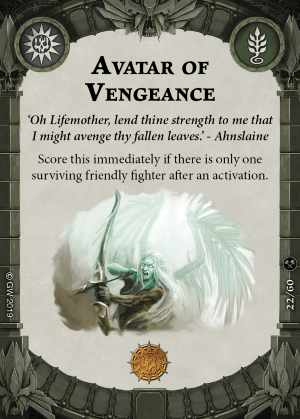 AVATAR OF
VENGEANCE
‘Oh Lifemother, lend thine strength to me that
I might avenge thy fallen leaves.’ - Ahnslaine
Score this immediately if there is only one
surviving friendly fighter after an activation.
©GW 2019
22/60